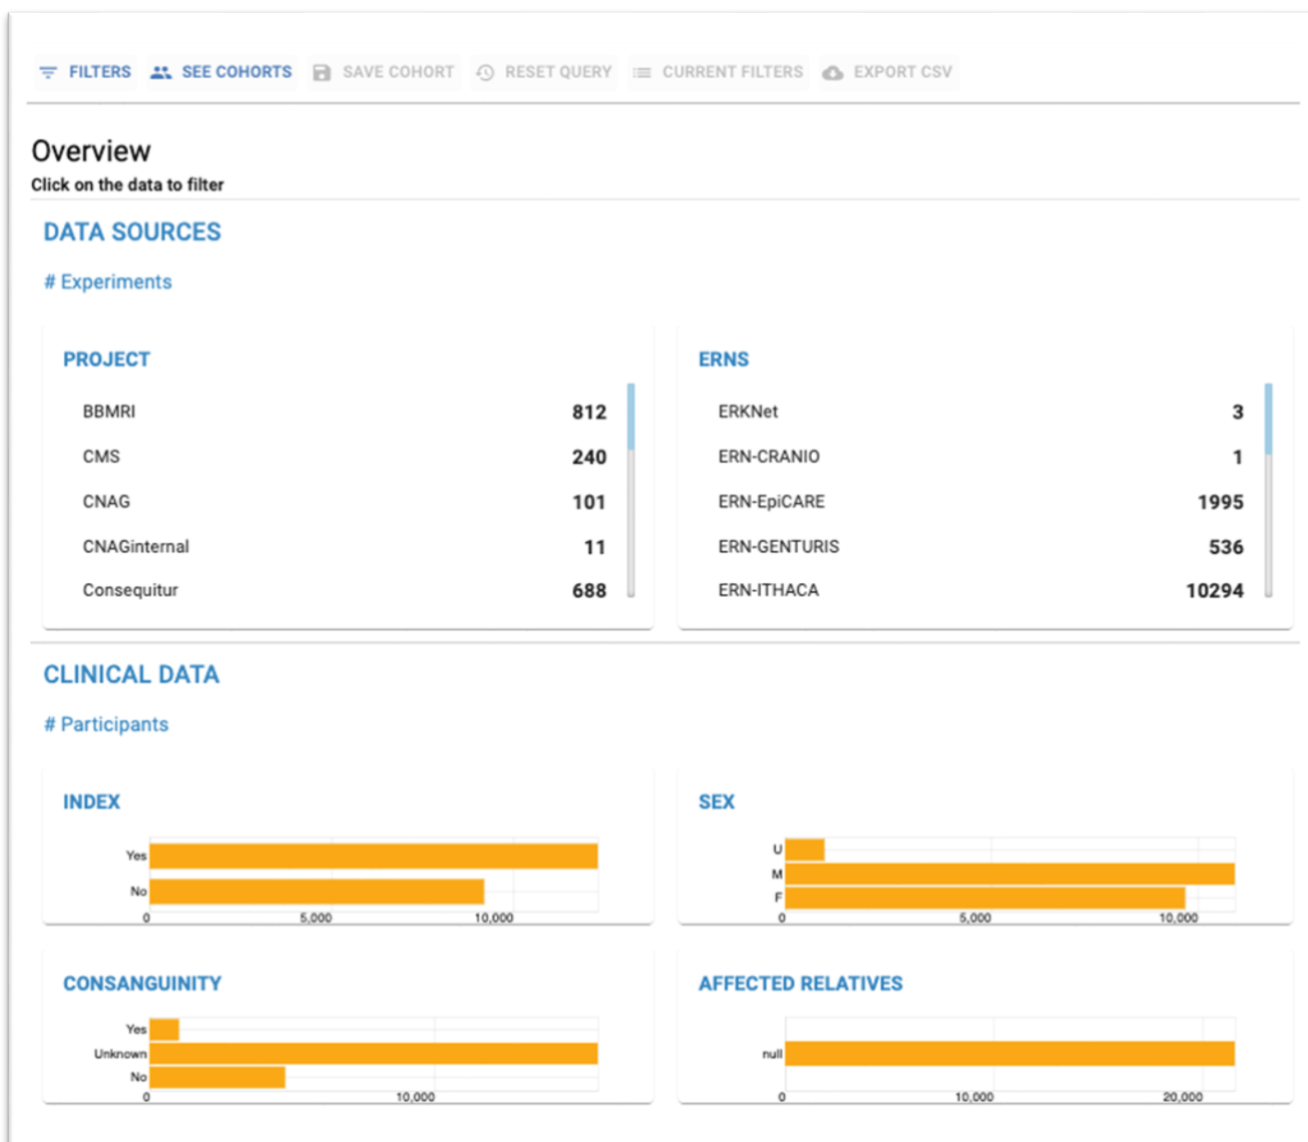 FILTERS SEE COHORTS SAVE COHORT RESET QUERY CURRENT FILTERS EXPORT CSV
Overview
Click on the data to filter
DATA SOURCES
# Experiments
PROJECT
BBMRI 812
CMS 240
CNAG 101
CNAGinternal 11
Consequitur 688
ERNS
ERKNet 3
ERN-CRANIO 1
ERN-EpiCARE 1995
ERN-GENTURIS 536
ERN-ITHACA 10294
CLINICAL DATA
# Participants
INDEX
Yes
No
0 5,000 10,000
SEX
U
M
F
0 5,000 10,000
CONSANGUINITY
Yes
Unknown
No
0 10,000
AFFECTED RELATIVES
null
0 10,000 20,000